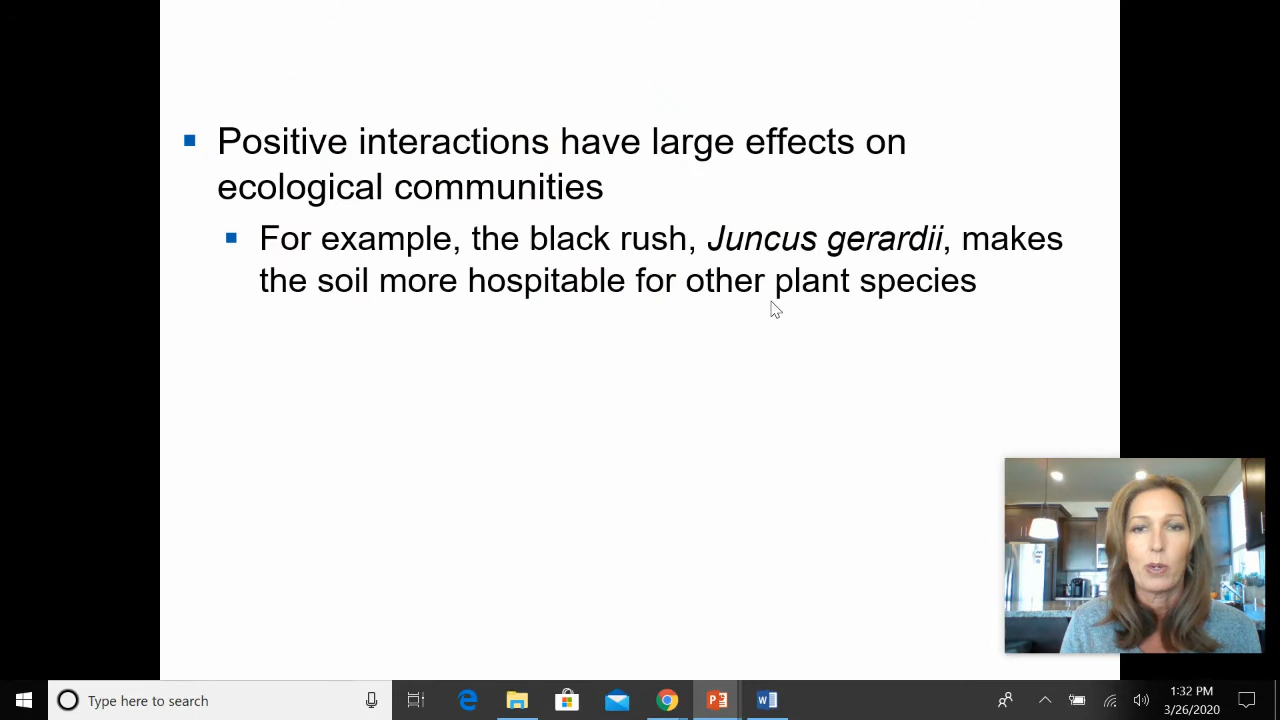 Positive interactions have large effects on
ecological communities
For example, the black rush, Juncus gerardii, makes
the soil more hospitable for other plant species
Type here to search
1:32 PM
3/26/2020